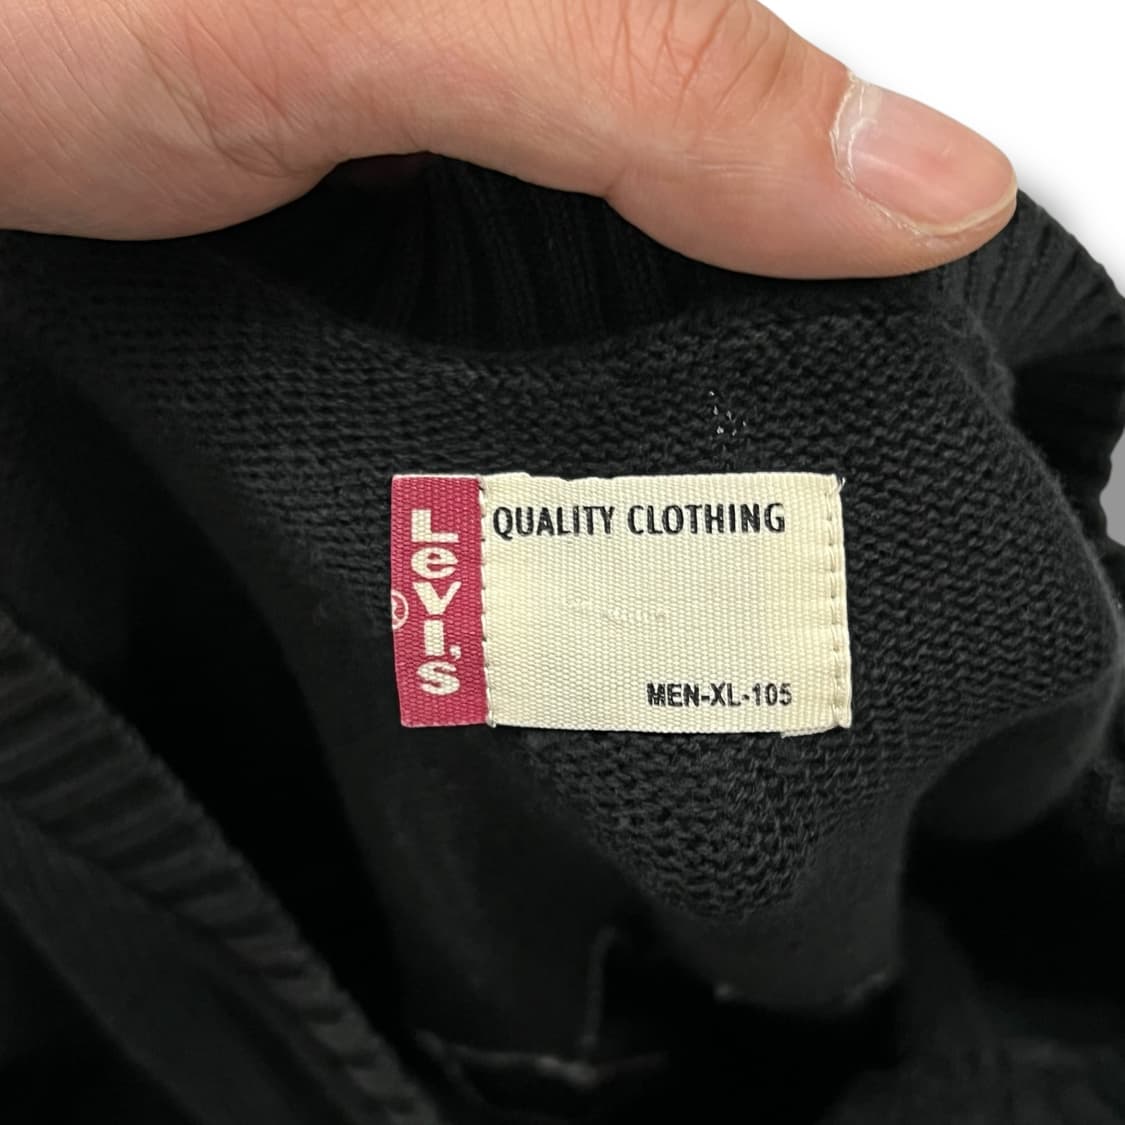 Levi's
®
QUALITY CLOTHING
MEN-XL-105